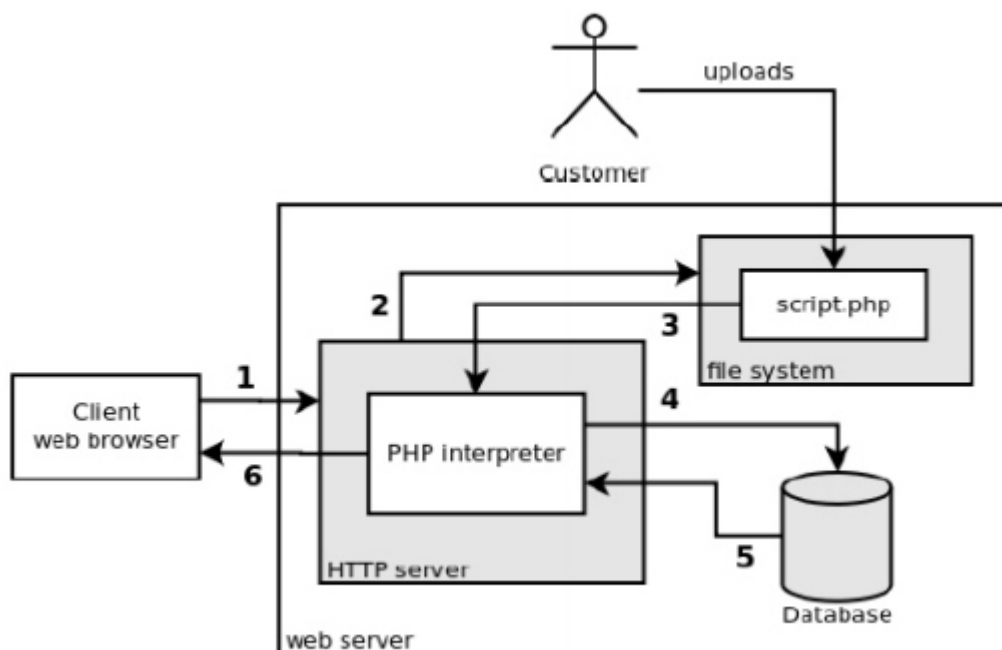 uploads
Customer
2
script.php
3
file system
1
4
Client
web browser
PHP interpreter
6
5
HTTP server
Database
web server